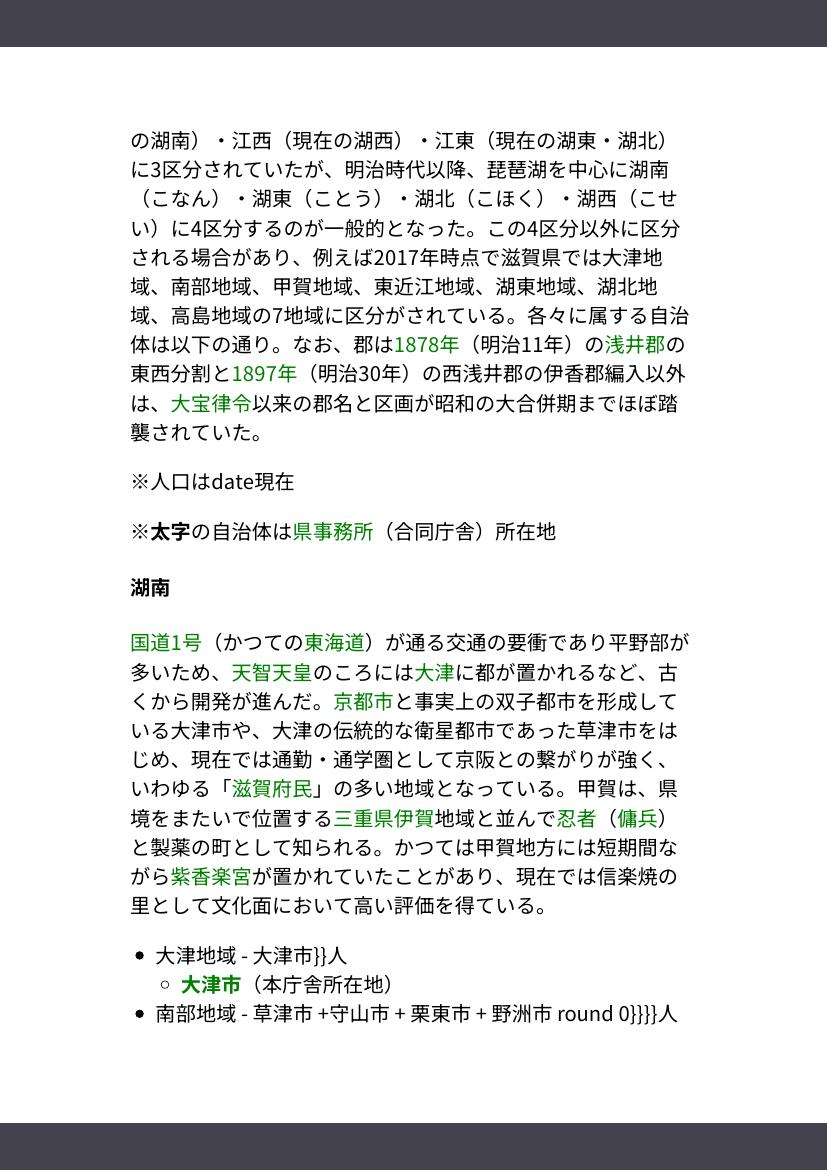 の湖南）・江西（現在の湖西）・江東（現在の湖東・湖北）
に3区分されていたが、明治時代以降、琵琶湖を中心に湖南
（こなん）・湖東（ことう）・湖北（こほく）・湖西（こせ
い）に4区分するのが一般的となった。この4区分以外に区分
される場合があり、例えば2017年時点で滋賀県では大津地
域、南部地域、甲賀地域、東近江地域、湖東地域、湖北地
域、高島地域の7地域に区分がされている。各々に属する自治
体は以下の通り。なお、郡は1878年（明治11年）の浅井郡の
東西分割と1897年（明治30年）の西浅井郡の伊香郡編入以外
は、大宝律令以来の郡名と区画が昭和の大合併期までほぼ踏
襲されていた。
※人口はdate現在
※太字の自治体は県事務所（合同庁舎）所在地
湖南
国道1号（かつての東海道）が通る交通の要衝であり平野部が
多いため、天智天皇のころには大津に都が置かれるなど、古
くから開発が進んだ。京都市と事実上の双子都市を形成して
いる大津市や、大津の伝統的な衛星都市であった草津市をは
じめ、現在では通勤・通学圏として京阪との繋がりが強く、
いわゆる「滋賀府民」の多い地域となっている。甲賀は、県
境をまたいで位置する三重県伊賀地域と並んで忍者（傭兵）
と製薬の町として知られる。かつては甲賀地方には短期間な
がら紫香楽宮が置かれていたことがあり、現在では信楽焼の
里として文化面において高い評価を得ている。
• 大津地域 - 大津市}}人
○ 大津市（本庁舎所在地）
• 南部地域 - 草津市 +守山市 + 栗東市 + 野洲市 round 0}}}}人